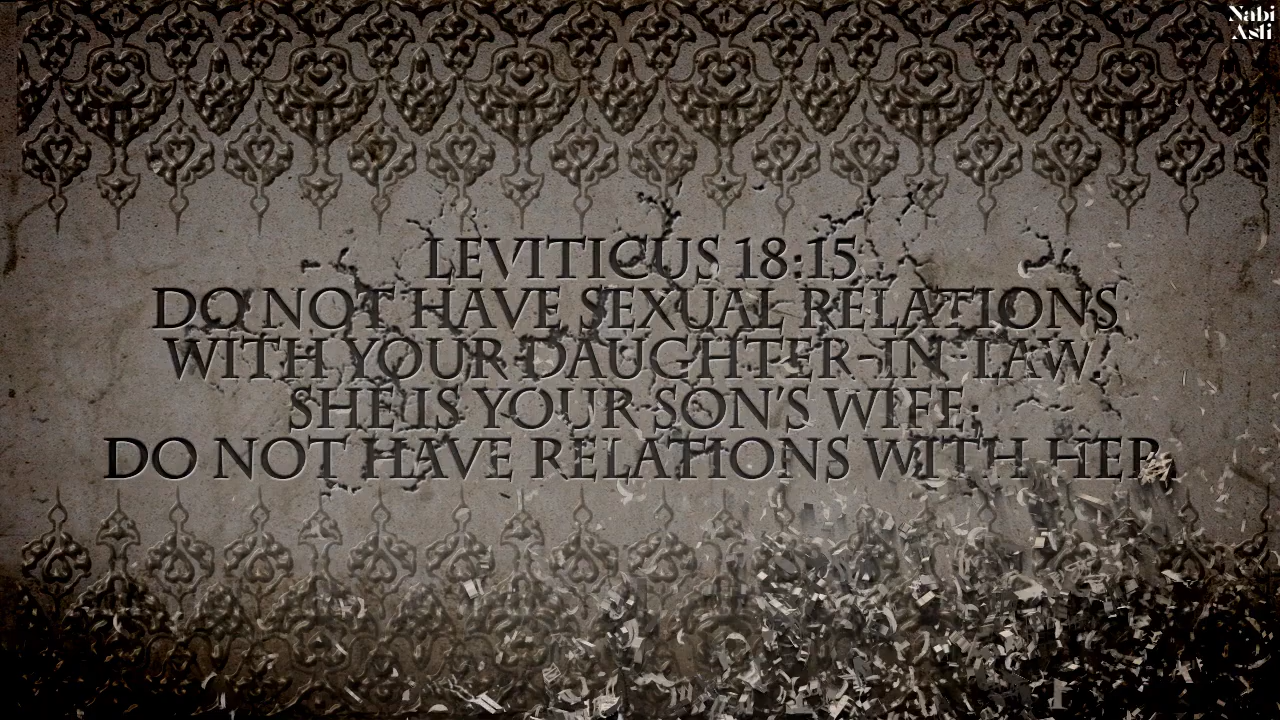 Nabi
Asli
LEVITICUS 18:15
DO NOT HAVE SEXUAL RELATIONS
WITH YOUR DAUGHTER-IN-LAW.
SHE IS YOUR SON'S WIFE;
DO NOT HAVE RELATIONS WITH HER